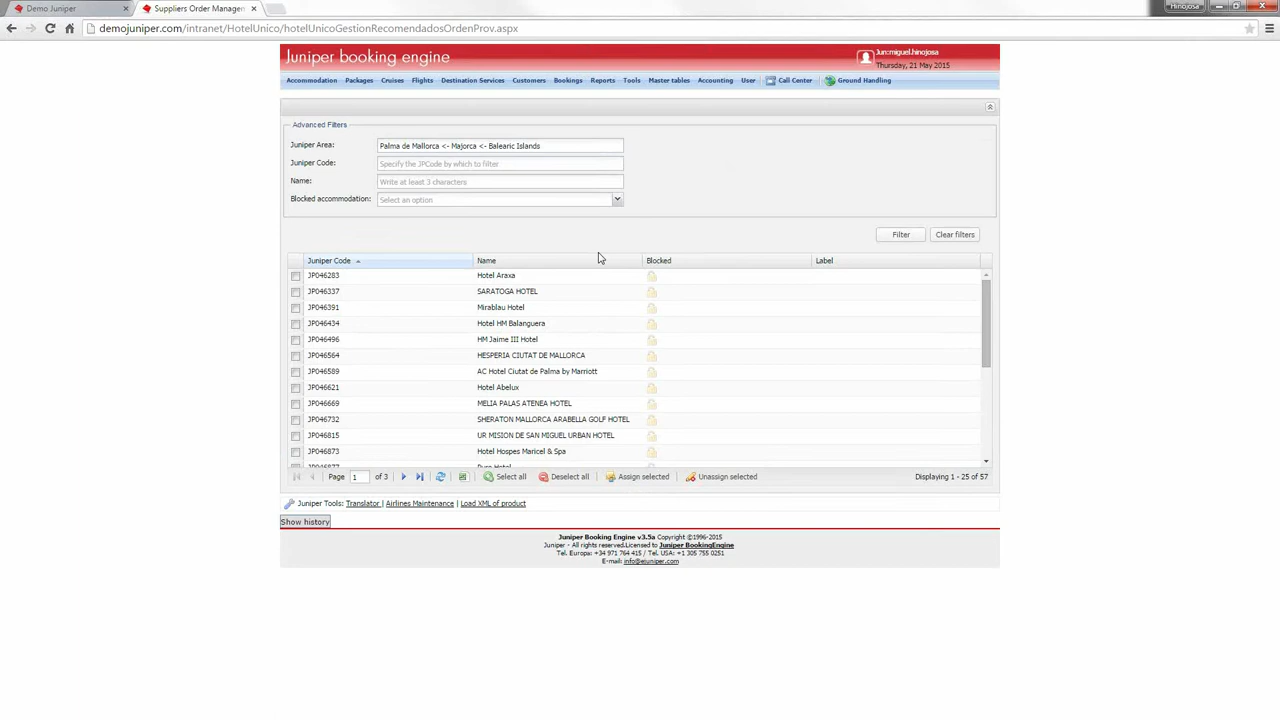 Demo Juniper
Suppliers Order Manager
Hinojosa
demojuniper.com/intranet/HotelUnico/hotelUnicoGestionRecomendadosOrdenProv.aspx
Juniper booking engine
Jun:miguel.hinojosa
Thursday, 21 May 2015
Accommodation Packages Cruises Flights Destination Services Customers Bookings Reports Tools Master tables Accounting User Call Center Ground Handling
Advanced Filters
Juniper Area: Palma de Mallorca <- Majorca <- Balearic Islands
Juniper Code: Specify the JPCode by which to filter
Name: Write at least 3 characters
Blocked accommodation: Select an option
Filter Clear filters
Juniper Code Name Blocked Label
JP046283 Hotel Araxa
JP046337 SARATOGA HOTEL
JP046391 Mirablau Hotel
JP046434 Hotel HM Balanguera
JP046496 HM Jaime III Hotel
JP046564 HESPERIA CIUTAT DE MALLORCA
JP046589 AC Hotel Ciutat de Palma by Marriott
JP046621 Hotel Abelux
JP046669 MELIA PALAS ATENEA HOTEL
JP046732 SHERATON MALLORCA ARABELLA GOLF HOTEL
JP046815 UR MISION DE SAN MIGUEL URBAN HOTEL
JP046873 Hotel Hospes Maricel & Spa
Page 1 of 3 Select all Deselect all Assign selected Unassign selected Displaying 1 - 25 of 57
Juniper Tools: Translator | Airlines Maintenance | Load XML of product
Show history
Juniper Booking Engine v3.5a Copyright ©1996-2015
Juniper - All rights reserved.Licensed to Juniper BookingEngine
Tel. Europa: +34 971 764 415 / Tel. USA: +1 305 755 0251
E-mail: info@ejuniper.com